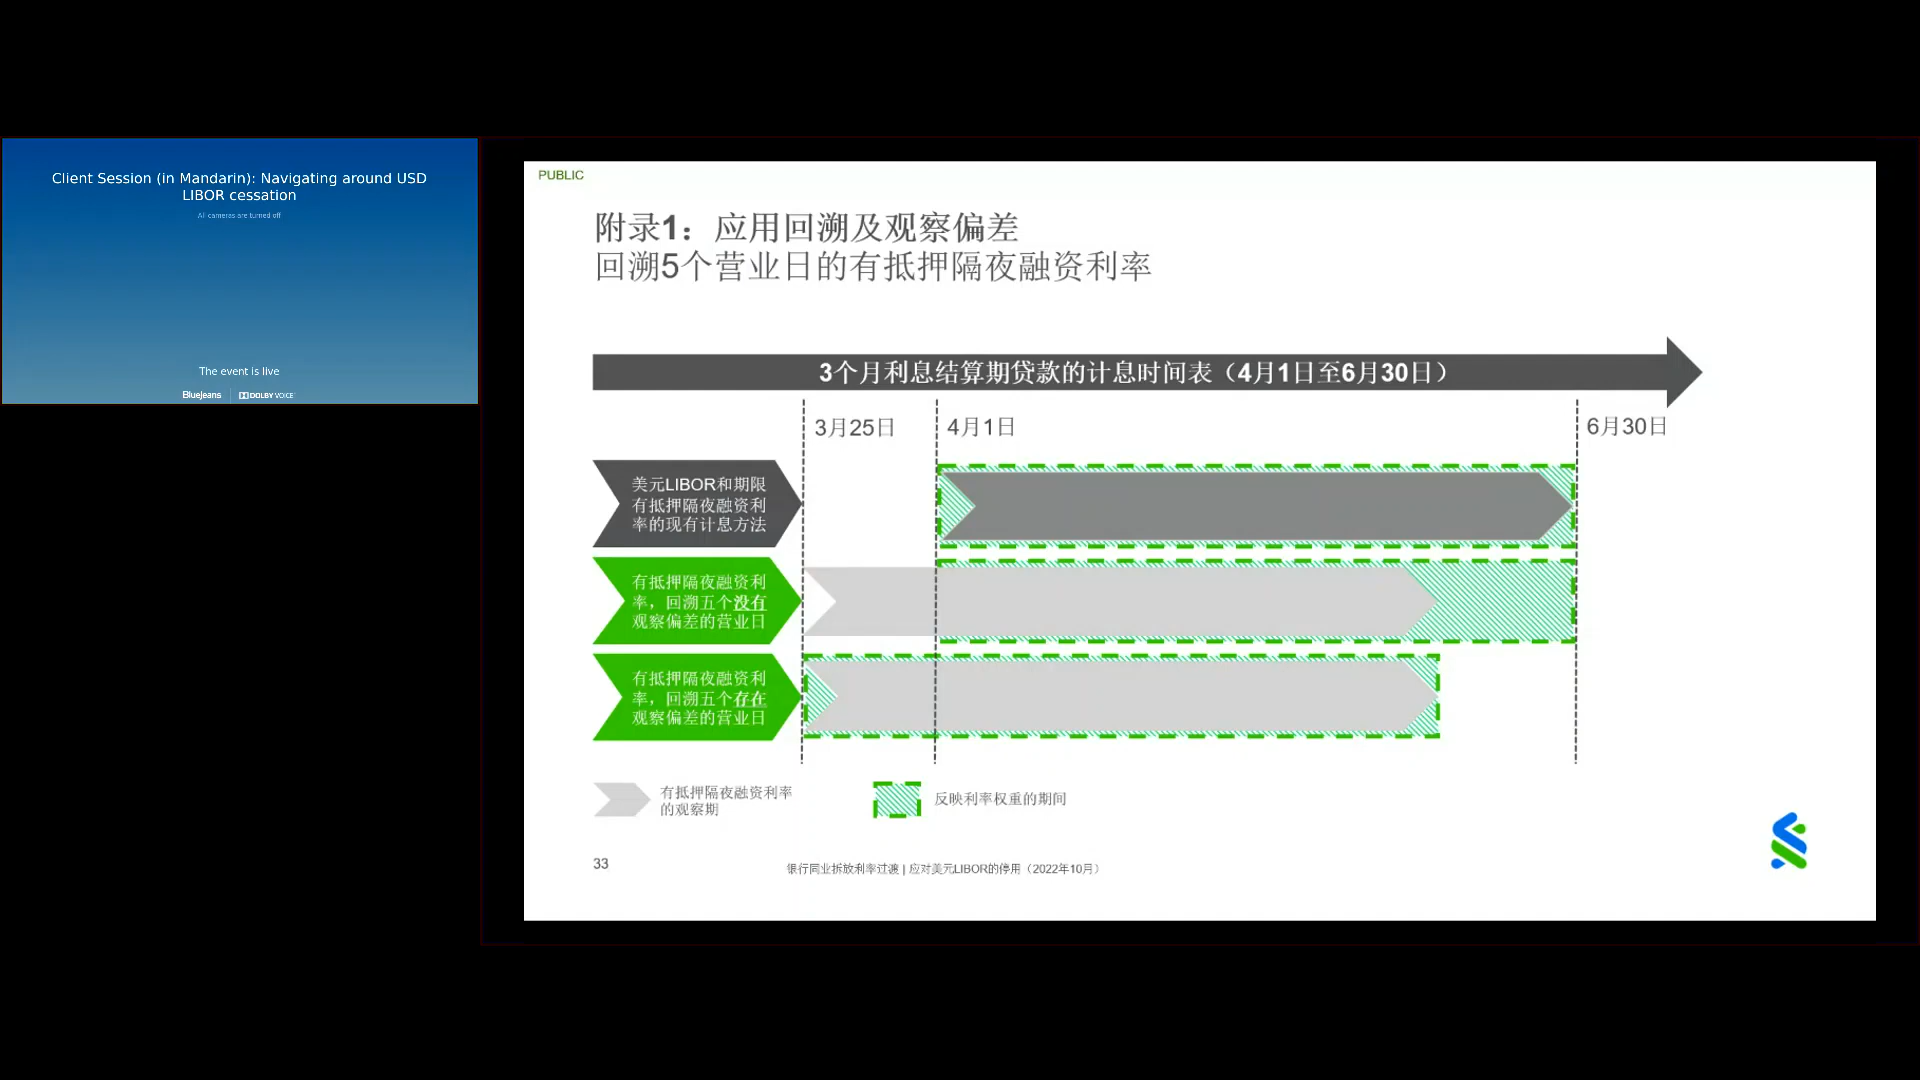 Client Session (in Mandarin): Navigating around USD
LIBOR cessation
All cameras are turned off
The event is live
BlueJeans
DOLBY VOICE
PUBLIC
附录1：应用回溯及观察偏差
回溯5个营业日的有抵押隔夜融资利率
3个月利息结算期贷款的计息时间表（4月1日至6月30日）
3月25日
4月1日
6月30日
美元LIBOR和期限
有抵押隔夜融资利
率的现有计息方法
有抵押隔夜融资利
率，回溯五个没有
观察偏差的营业日
有抵押隔夜融资利
率，回溯五个存在
观察偏差的营业日
有抵押隔夜融资利率
的观察期
反映利率权重的期间
33
银行同业拆放利率过渡 | 应对美元LIBOR的停用（2022年10月）